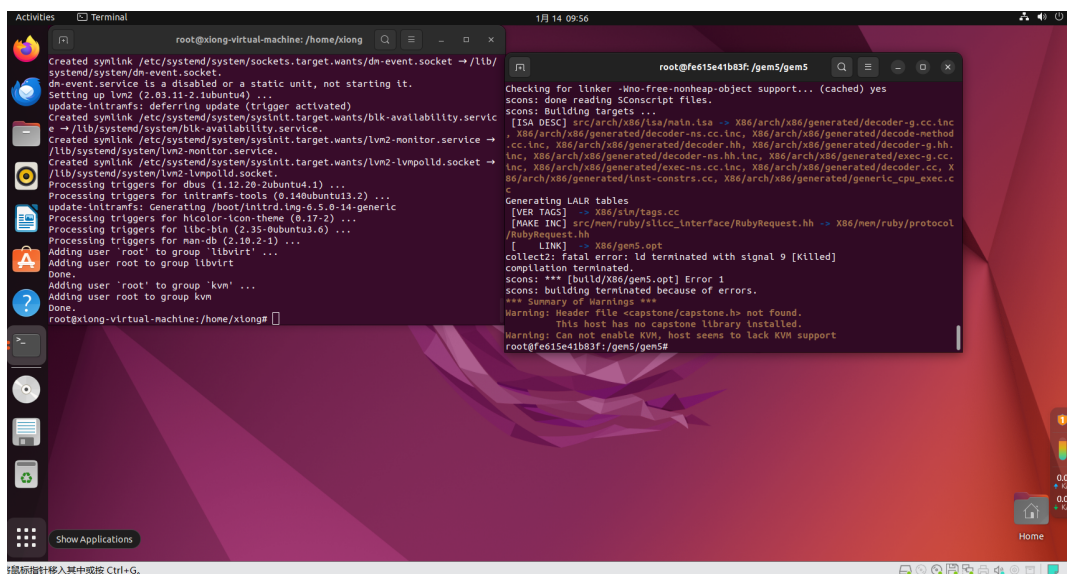 Activities
Terminal
1月 14 09:56
root@xiong-virtual-machine: /home/xiong
Created symlink /etc/systemd/system/sockets.target.wants/dm-event.socket → /lib/
systemd/system/dm-event.socket.
dm-event.service is a disabled or a static unit, not starting it.
Setting up lvm2 (2.03.11-2.1ubuntu4) ...
update-initramfs: deferring update (trigger activated)
Created symlink /etc/systemd/system/sysinit.target.wants/blk-availability.servic
e → /lib/systemd/system/blk-availability.service.
Created symlink /etc/systemd/system/sysinit.target.wants/lvm2-monitor.service →
/lib/systemd/system/lvm2-monitor.service.
Created symlink /etc/systemd/system/sysinit.target.wants/lvm2-lvmpolld.socket →
/lib/systemd/system/lvm2-lvmpolld.socket.
Processing triggers for dbus (1.12.20-2ubuntu4.1) ...
Processing triggers for initramfs-tools (0.140ubuntu13.2) ...
update-initramfs: Generating /boot/initrd.img-6.5.0-14-generic
Processing triggers for hicolor-icon-theme (0.17-2) ...
Processing triggers for libc-bin (2.35-0ubuntu3.6) ...
Processing triggers for man-db (2.10.2-1) ...
Adding user `root' to group `libvirt' ...
Adding user root to group libvirt
Done.
Adding user `root' to group `kvm' ...
Adding user root to group kvm
Done.
root@xiong-virtual-machine:/home/xiong#
root@fe615e41b83f: /gem5/gem5
Checking for linker -Wno-free-nonheap-object support... (cached) yes
scons: done reading SConscript files.
scons: Building targets ...
[ISA DESC] src/arch/x86/isa/main.isa -> X86/arch/x86/generated/decoder-g.cc.inc
, X86/arch/x86/generated/decoder-ns.cc.inc, X86/arch/x86/generated/decode-method
.cc.inc, X86/arch/x86/generated/decoder.hh, X86/arch/x86/generated/decoder-g.hh.
inc, X86/arch/x86/generated/decoder-ns.hh.inc, X86/arch/x86/generated/exec-g.cc.
inc, X86/arch/x86/generated/exec-ns.cc.inc, X86/arch/x86/generated/decoder.cc, X
86/arch/x86/generated/inst-constrs.cc, X86/arch/x86/generated/generic_cpu_exec.c
c
Generating LALR tables
[VER TAGS] -> X86/sim/tags.cc
[MAKE INC] src/mem/ruby/slicc_interface/RubyRequest.hh -> X86/mem/ruby/protocol
/RubyRequest.hh
[ LINK] -> X86/gem5.opt
collect2: fatal error: ld terminated with signal 9 [Killed]
compilation terminated.
scons: *** [build/X86/gem5.opt] Error 1
scons: building terminated because of errors.
*** Summary of Warnings ***
Warning: Header file <capstone/capstone.h> not found.
This host has no capstone library installed.
Warning: Can not enable KVM, host seems to lack KVM support
root@fe615e41b83f:/gem5/gem5#
Show Applications
Home
鼠标指针移入其中或按 Ctrl+G。